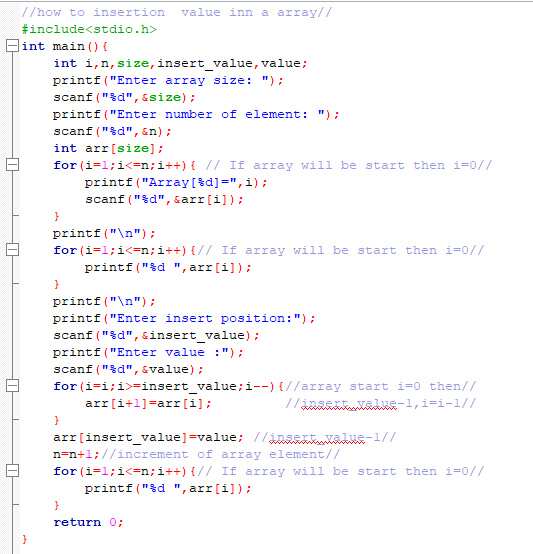 //how to insertion  value inn a array//
#include<stdio.h>
int main(){
    int i,n,size,insert_value,value;
    printf("Enter array size: ");
    scanf("%d",&size);
    printf("Enter number of element: ");
    scanf("%d",&n);
    int arr[size];
    for(i=1;i<=n;i++){ // If array will be start then i=0//
        printf("Array[%d]=",i);
        scanf("%d",&arr[i]);
    }
    printf("\n");
    for(i=1;i<=n;i++){// If array will be start then i=0//
        printf("%d ",arr[i]);
    }
    printf("\n");
    printf("Enter insert position:");
    scanf("%d",&insert_value);
    printf("Enter value :");
    scanf("%d",&value);
    for(i=i;i>=insert_value;i--){//array start i=0 then//
        arr[i+1]=arr[i];         //insert_value-1,i=i-1//
    }
    arr[insert_value]=value; //insert_value-1//
    n=n+1;//increment of array element//
    for(i=1;i<=n;i++){// If array will be start then i=0//
        printf("%d ",arr[i]);
    }
    return 0;
}